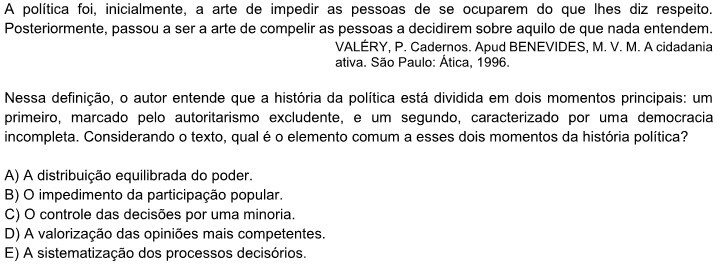 A política foi, inicialmente, a arte de impedir as pessoas de se ocuparem do que lhes diz respeito.
Posteriormente, passou a ser a arte de compelir as pessoas a decidirem sobre aquilo de que nada entendem.
VALÉRY, P. Cadernos. Apud BENEVIDES, M. V. M. A cidadania
ativa. São Paulo: Ática, 1996.
Nessa definição, o autor entende que a história da política está dividida em dois momentos principais: um
primeiro, marcado pelo autoritarismo excludente, e um segundo, caracterizado por uma democracia
incompleta. Considerando o texto, qual é o elemento comum a esses dois momentos da história política?
A) A distribuição equilibrada do poder.
B) O impedimento da participação popular.
C) O controle das decisões por uma minoria.
D) A valorização das opiniões mais competentes.
E) A sistematização dos processos decisórios.